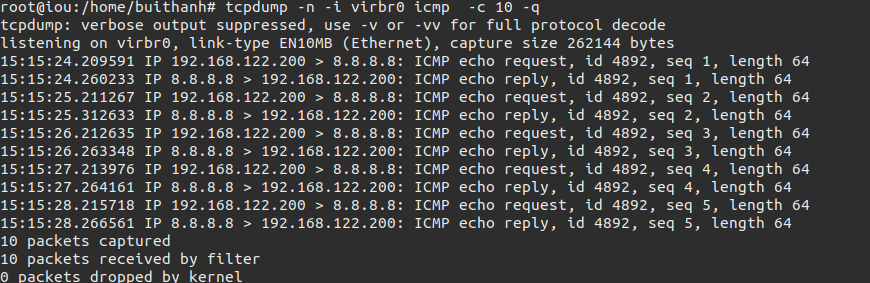 root@iou:/home/buithanh# tcpdump -n -i virbr0 icmp  -c 10 -q
tcpdump: verbose output suppressed, use -v or -vv for full protocol decode
listening on virbr0, link-type EN10MB (Ethernet), capture size 262144 bytes
15:15:24.209591 IP 192.168.122.200 > 8.8.8.8: ICMP echo request, id 4892, seq 1, length 64
15:15:24.260233 IP 8.8.8.8 > 192.168.122.200: ICMP echo reply, id 4892, seq 1, length 64
15:15:25.211267 IP 192.168.122.200 > 8.8.8.8: ICMP echo request, id 4892, seq 2, length 64
15:15:25.312633 IP 8.8.8.8 > 192.168.122.200: ICMP echo reply, id 4892, seq 2, length 64
15:15:26.212635 IP 192.168.122.200 > 8.8.8.8: ICMP echo request, id 4892, seq 3, length 64
15:15:26.263348 IP 8.8.8.8 > 192.168.122.200: ICMP echo reply, id 4892, seq 3, length 64
15:15:27.213976 IP 192.168.122.200 > 8.8.8.8: ICMP echo request, id 4892, seq 4, length 64
15:15:27.264161 IP 8.8.8.8 > 192.168.122.200: ICMP echo reply, id 4892, seq 4, length 64
15:15:28.215718 IP 192.168.122.200 > 8.8.8.8: ICMP echo request, id 4892, seq 5, length 64
15:15:28.266561 IP 8.8.8.8 > 192.168.122.200: ICMP echo reply, id 4892, seq 5, length 64
10 packets captured
10 packets received by filter
0 packets dropped by kernel